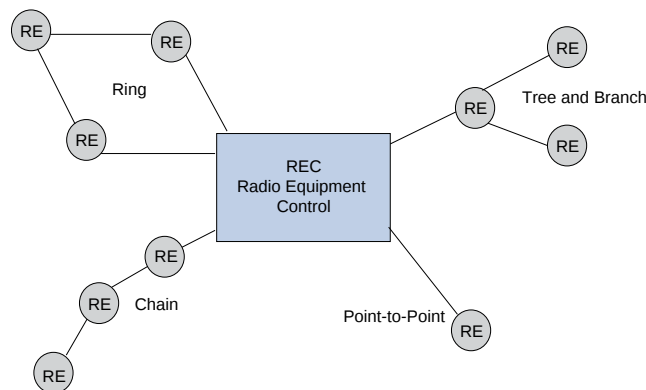 RE
RE
RE
Ring
RE
Tree and Branch
RE
RE
REC
Radio Equipment
Control
RE
RE
Chain
Point-to-Point
RE
RE